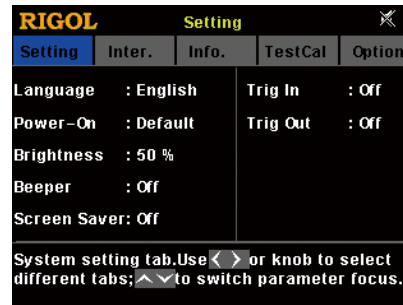 RIGOL Setting
Setting Inter. Info. TestCal Option
Language : English Trig In : Off
Power-On : Default Trig Out : Off
Brightness : 50 %
Beeper : Off
Screen Saver: Off
System setting tab.Use < > or knob to select
different tabs; to switch parameter focus.